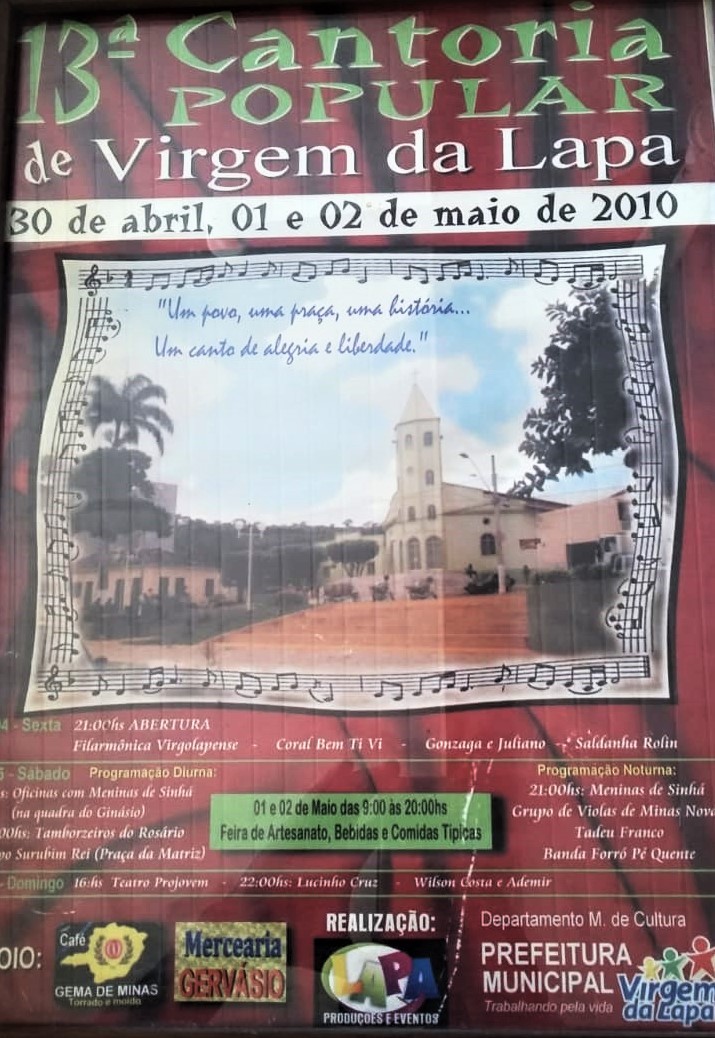 13ª Cantoria
POPULAR
de Virgem da Lapa
30 de abril, 01 e 02 de maio de 2010
"Um povo, uma praça, uma história...
Um canto de alegria e liberdade."
04 - Sexta 21:00hs ABERTURA
Filarmônica Virgolapense - Coral Bem Ti Vi - Gonzaga e Juliano - Saldanha Rolin
- Sábado Programação Diurna:
Oficinas com Meninas de Sinhá
(na quadra do Ginásio)
Tamborzeiros do Rosário
Surubim Rei (Praça da Matriz)
01 e 02 de Maio das 9:00 às 20:00hs
Feira de Artesanato, Bebidas e Comidas Típicas
Programação Noturna:
21:00hs: Meninas de Sinhá
Grupo de Violas de Minas Nova
Tadeu Franco
Banda Forró Pé Quente
- Domingo 16:hs Teatro Projovem - 22:00hs: Lucinho Cruz - Wilson Costa e Ademir
OIO:
Café
GEMA DE MINAS
Torrado e moído
Mercearia
GERVÁSIO
REALIZAÇÃO:
LAPA
PRODUÇÕES E EVENTOS
Departamento M. de Cultura
PREFEITURA
MUNICIPAL
Trabalhando pela vida
Virgem
da Lapa